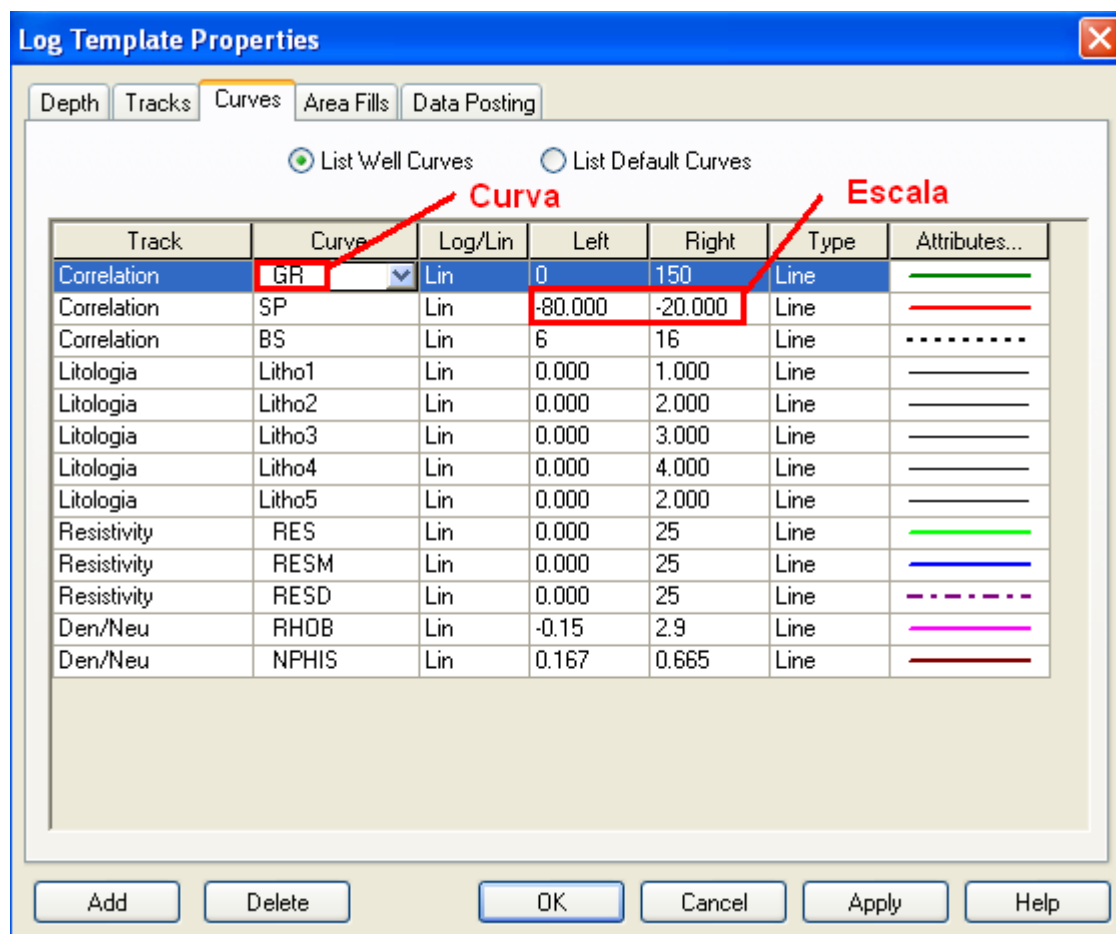 Log Template Properties
Depth Tracks Curves Area Fills Data Posting
List Well Curves List Default Curves
Curva Escala
Track Curve Log/Lin Left Right Type Attributes...
Correlation GR Lin 0 150 Line
Correlation SP Lin -80.000 -20.000 Line
Correlation BS Lin 6 16 Line
Litologia Litho1 Lin 0.000 1.000 Line
Litologia Litho2 Lin 0.000 2.000 Line
Litologia Litho3 Lin 0.000 3.000 Line
Litologia Litho4 Lin 0.000 4.000 Line
Litologia Litho5 Lin 0.000 2.000 Line
Resistivity RES Lin 0.000 25 Line
Resistivity RESM Lin 0.000 25 Line
Resistivity RESD Lin 0.000 25 Line
Den/Neu RHOB Lin -0.15 2.9 Line
Den/Neu NPHIS Lin 0.167 0.665 Line
Add Delete OK Cancel Apply Help